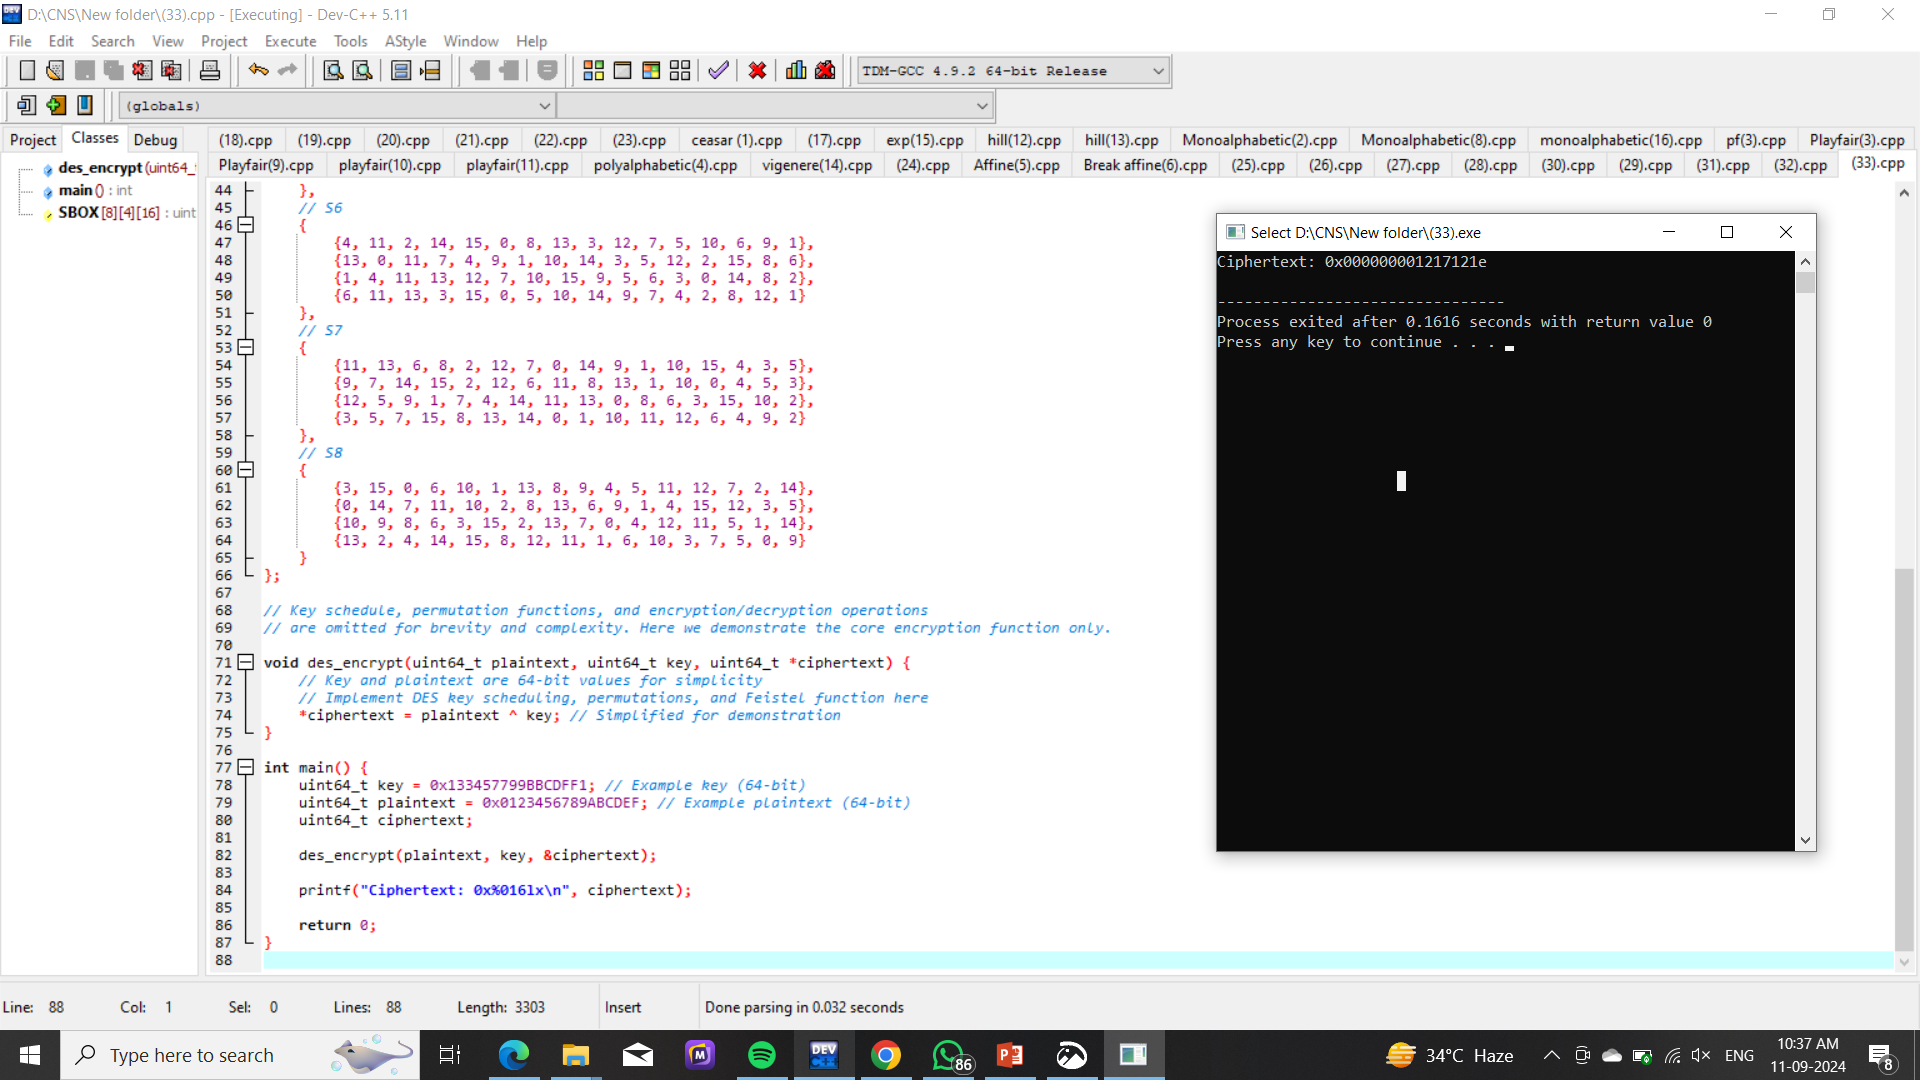 D:\CNS\New folder\(33).cpp - [Executing] - Dev-C++ 5.11
File Edit Search View Project Execute Tools AStyle Window Help
TDM-GCC 4.9.2 64-bit Release
(globals)
Project Classes Debug
(18).cpp (19).cpp (20).cpp (21).cpp (22).cpp (23).cpp ceasar (1).cpp (17).cpp exp(15).cpp hill(12).cpp hill(13).cpp Monoalphabetic(2).cpp Monoalphabetic(8).cpp monoalphabetic(16).cpp pf(3).cpp Playfair(3).cpp
Playfair(9).cpp playfair(10).cpp playfair(11).cpp polyalphabetic(4).cpp vigenere(14).cpp (24).cpp Affine(5).cpp Break affine(6).cpp (25).cpp (26).cpp (27).cpp (28).cpp (30).cpp (29).cpp (31).cpp (32).cpp (33).cpp
des_encrypt (uint64_
main () : int
SBOX [8][4][16] : uint
44 },
45 // S6
46 {
47 {4, 11, 2, 14, 15, 0, 8, 13, 3, 12, 7, 5, 10, 6, 9, 1},
48 {13, 0, 11, 7, 4, 9, 1, 10, 14, 3, 5, 12, 2, 15, 8, 6},
49 {1, 4, 11, 13, 12, 7, 10, 15, 9, 5, 6, 3, 0, 14, 8, 2},
50 {6, 11, 13, 3, 15, 0, 5, 10, 14, 9, 7, 4, 2, 8, 12, 1}
51 },
52 // S7
53 {
54 {11, 13, 6, 8, 2, 12, 7, 0, 14, 9, 1, 10, 15, 4, 3, 5},
55 {9, 7, 14, 15, 2, 12, 6, 11, 8, 13, 1, 10, 0, 4, 5, 3},
56 {12, 5, 9, 1, 7, 4, 14, 11, 13, 0, 8, 6, 3, 15, 10, 2},
57 {3, 5, 7, 15, 8, 13, 14, 0, 1, 10, 11, 12, 6, 4, 9, 2}
58 },
59 // S8
60 {
61 {3, 15, 0, 6, 10, 1, 13, 8, 9, 4, 5, 11, 12, 7, 2, 14},
62 {0, 14, 7, 11, 10, 2, 8, 13, 6, 9, 1, 4, 15, 12, 3, 5},
63 {10, 9, 8, 6, 3, 15, 2, 13, 7, 0, 4, 12, 11, 5, 1, 14},
64 {13, 2, 4, 14, 15, 8, 12, 11, 1, 6, 10, 3, 7, 5, 0, 9}
65 }
66 };
67
68 // Key schedule, permutation functions, and encryption/decryption operations
69 // are omitted for brevity and complexity. Here we demonstrate the core encryption function only.
70
71 void des_encrypt(uint64_t plaintext, uint64_t key, uint64_t *ciphertext) {
72 // Key and plaintext are 64-bit values for simplicity
73 // Implement DES key scheduling, permutations, and Feistel function here
74 *ciphertext = plaintext ^ key; // Simplified for demonstration
75 }
76
77 int main() {
78 uint64_t key = 0x133457799BBCDFF1; // Example key (64-bit)
79 uint64_t plaintext = 0x0123456789ABCDEF; // Example plaintext (64-bit)
80 uint64_t ciphertext;
81
82 des_encrypt(plaintext, key, &ciphertext);
83
84 printf("Ciphertext: 0x%016lx\n", ciphertext);
85
86 return 0;
87 }
88
Select D:\CNS\New folder\(33).exe
Ciphertext: 0x000000001217121e
--------------------------------
Process exited after 0.1616 seconds with return value 0
Press any key to continue . . .
Line: 88 Col: 1 Sel: 0 Lines: 88 Length: 3303 Insert Done parsing in 0.032 seconds
Type here to search
DEV
86
34°C Haze
ENG
10:37 AM
11-09-2024
8